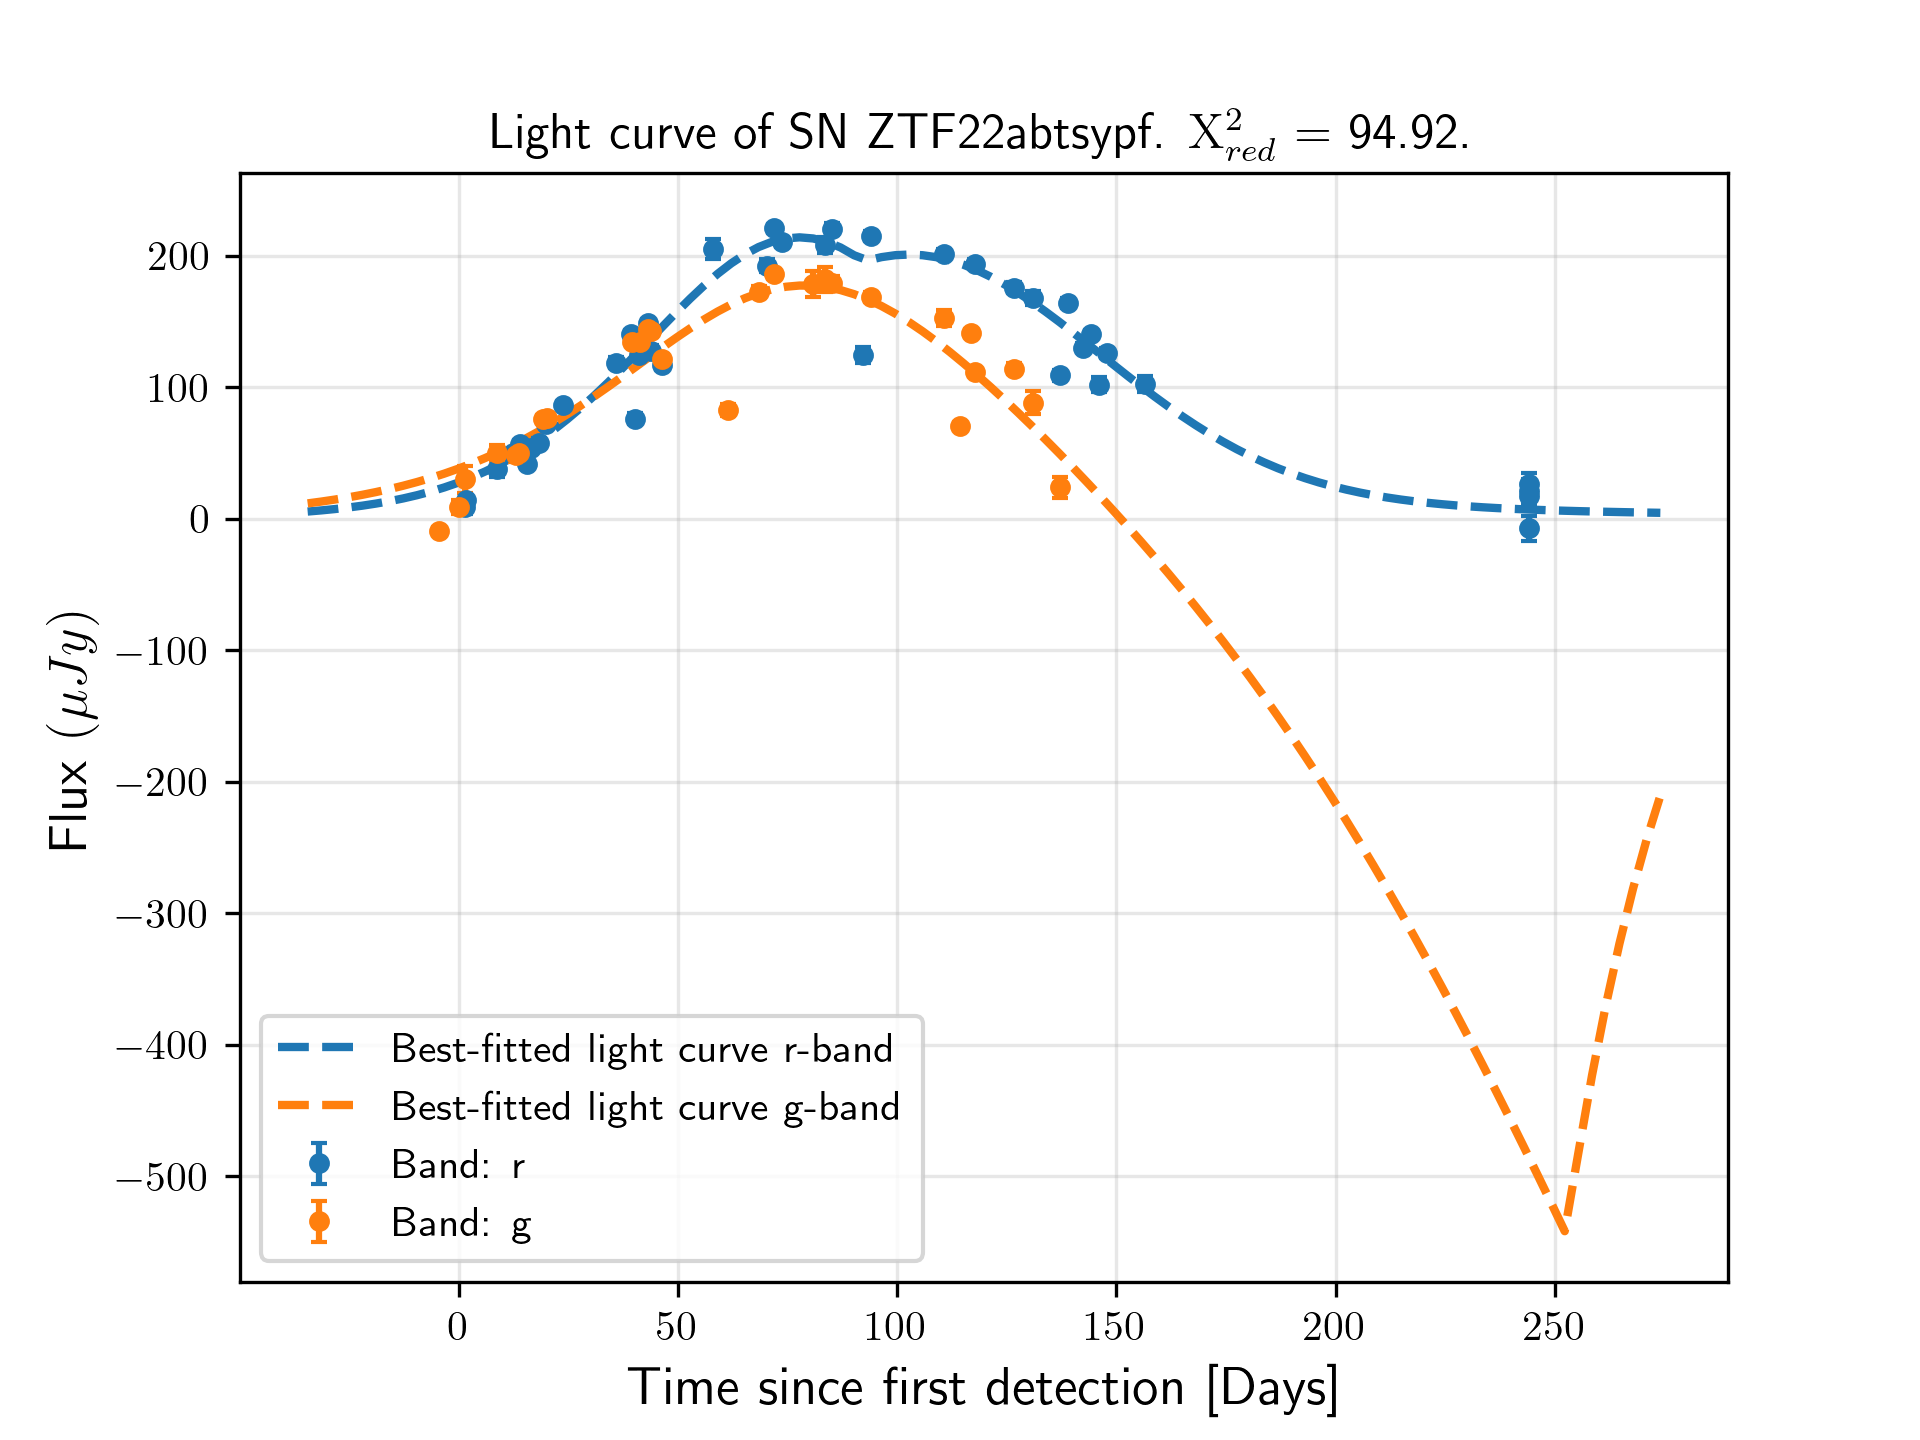 Light curve of SN ZTF22abtsypf. X²_red = 94.92.
Flux (μJy)
200
100
0
−100
−200
−300
−400
−500
Best-fitted light curve r-band
Best-fitted light curve g-band
Band: r
Band: g
0 50 100 150 200 250
Time since first detection [Days]